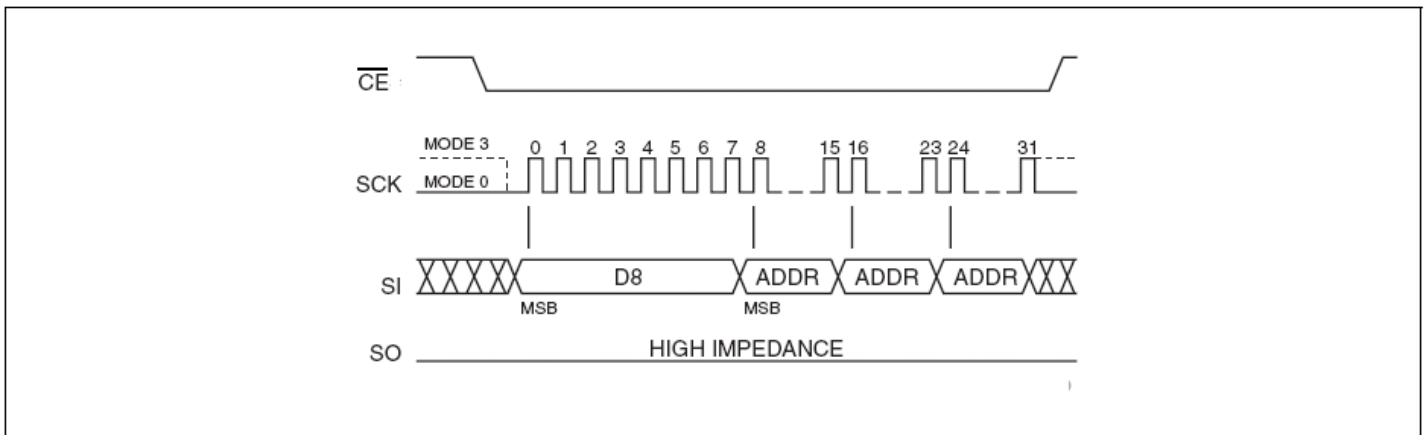 CE
MODE 3
0 1 2 3 4 5 6 7 8 15 16 23 24 31
SCK MODE 0
SI D8 ADDR ADDR ADDR
MSB MSB
SO HIGH IMPEDANCE